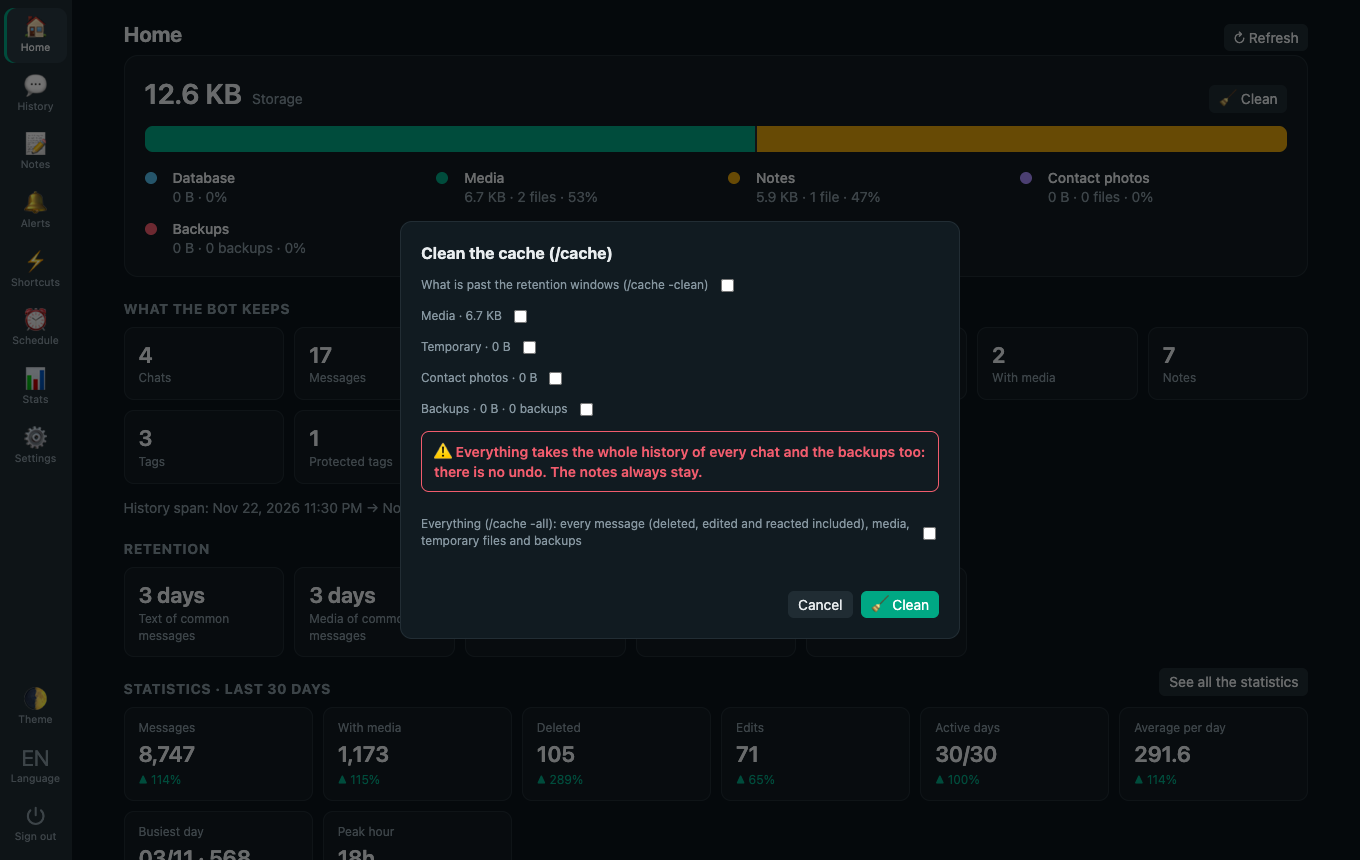 Home
History
Notes
Alerts
Shortcuts
Schedule
Stats
Settings
Theme
EN
Language
Sign out
Home
Refresh
12.6 KB Storage
Clean
Database
0 B · 0%
Media
6.7 KB · 2 files · 53%
Notes
5.9 KB · 1 file · 47%
Contact photos
0 B · 0 files · 0%
Backups
0 B · 0 backups · 0%
WHAT THE BOT KEEPS
4
Chats
17
Messages
2
With media
7
Notes
3
Tags
1
Protected tags
History span: Nov 22, 2026 11:30 PM → No
RETENTION
3 days
Text of common
messages
3 days
Media of commo
messages
Clean the cache (/cache)
What is past the retention windows (/cache -clean)
Media · 6.7 KB
Temporary · 0 B
Contact photos · 0 B
Backups · 0 B · 0 backups
⚠️ Everything takes the whole history of every chat and the backups too:
there is no undo. The notes always stay.
Everything (/cache -all): every message (deleted, edited and reacted included), media,
temporary files and backups
Cancel
Clean
STATISTICS · LAST 30 DAYS
See all the statistics
Messages
8,747
▲ 114%
With media
1,173
▲ 115%
Deleted
105
▲ 289%
Edits
71
▲ 65%
Active days
30/30
▲ 100%
Average per day
291.6
▲ 114%
Busiest day
03/11 · 568
Peak hour
18h